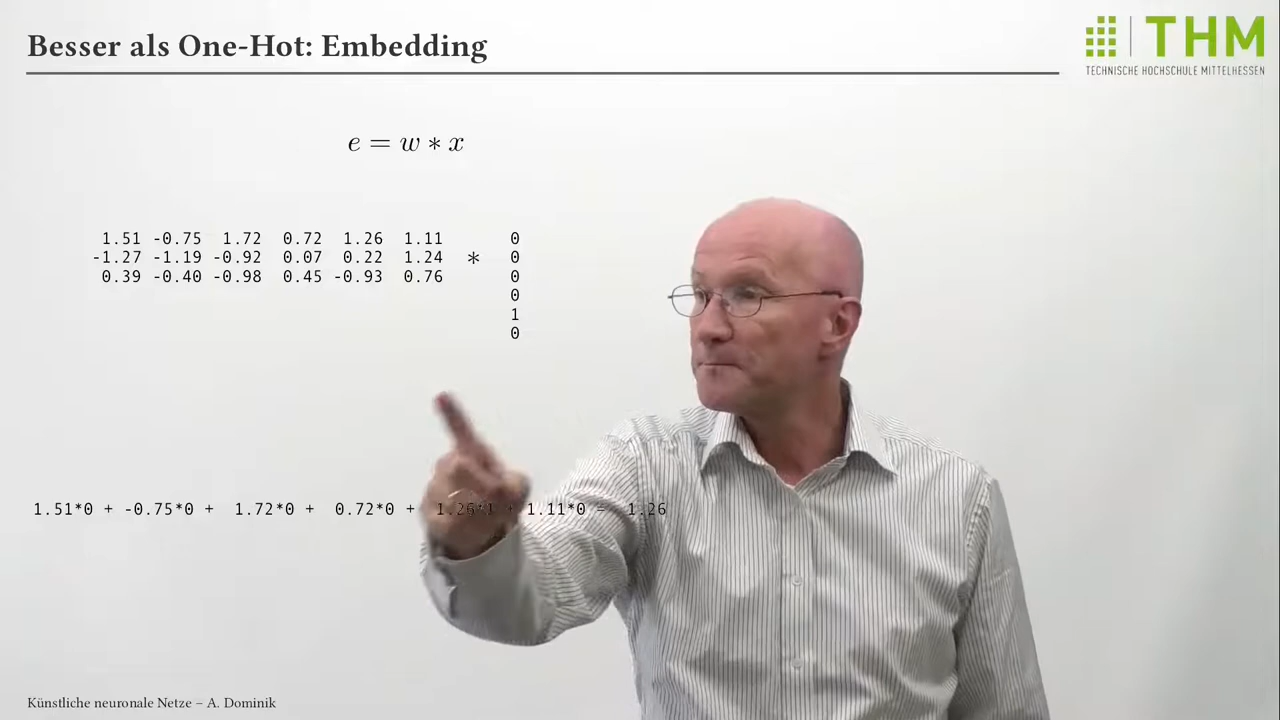 Besser als One-Hot: Embedding
THM
TECHNISCHE HOCHSCHULE MITTELHESSEN
e = w ∗ x
1.51 -0.75 1.72 0.72 1.26 1.11 0
-1.27 -1.19 -0.92 0.07 0.22 1.24 ∗ 0
0.39 -0.40 -0.98 0.45 -0.93 0.76 0
0
1
0
1.51*0 + -0.75*0 + 1.72*0 + 0.72*0 + 1.26*1 + 1.11*0 = 1.26
Künstliche neuronale Netze – A. Dominik